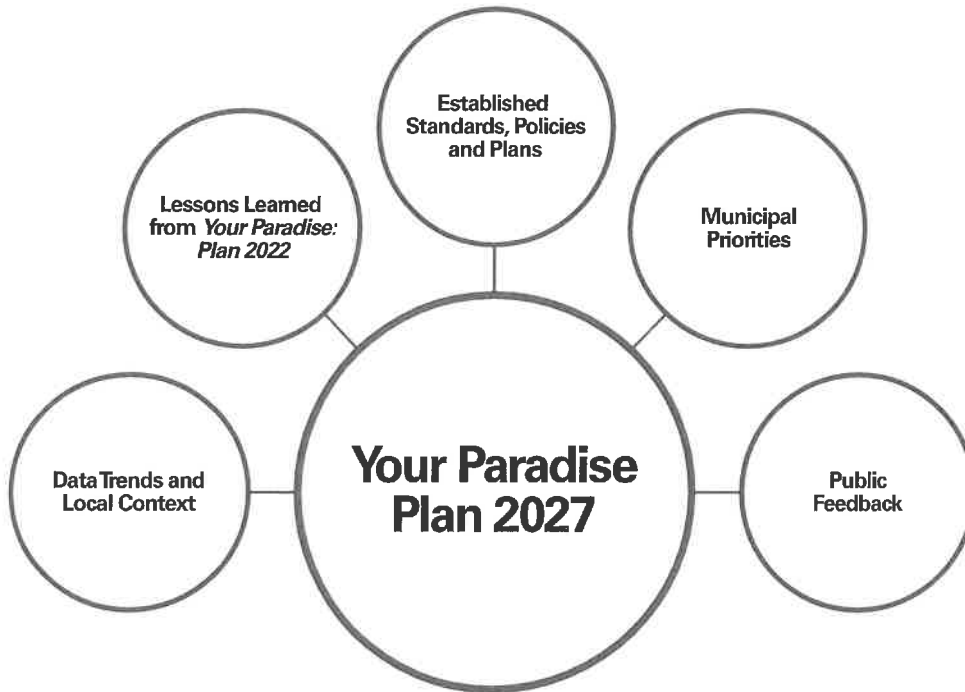 Established
Standards, Policies
and Plans
Lessons Learned
from Your Paradise:
Plan 2022
Municipal
Priorities
Data Trends and
Local Context
Your Paradise
Plan 2027
Public
Feedback